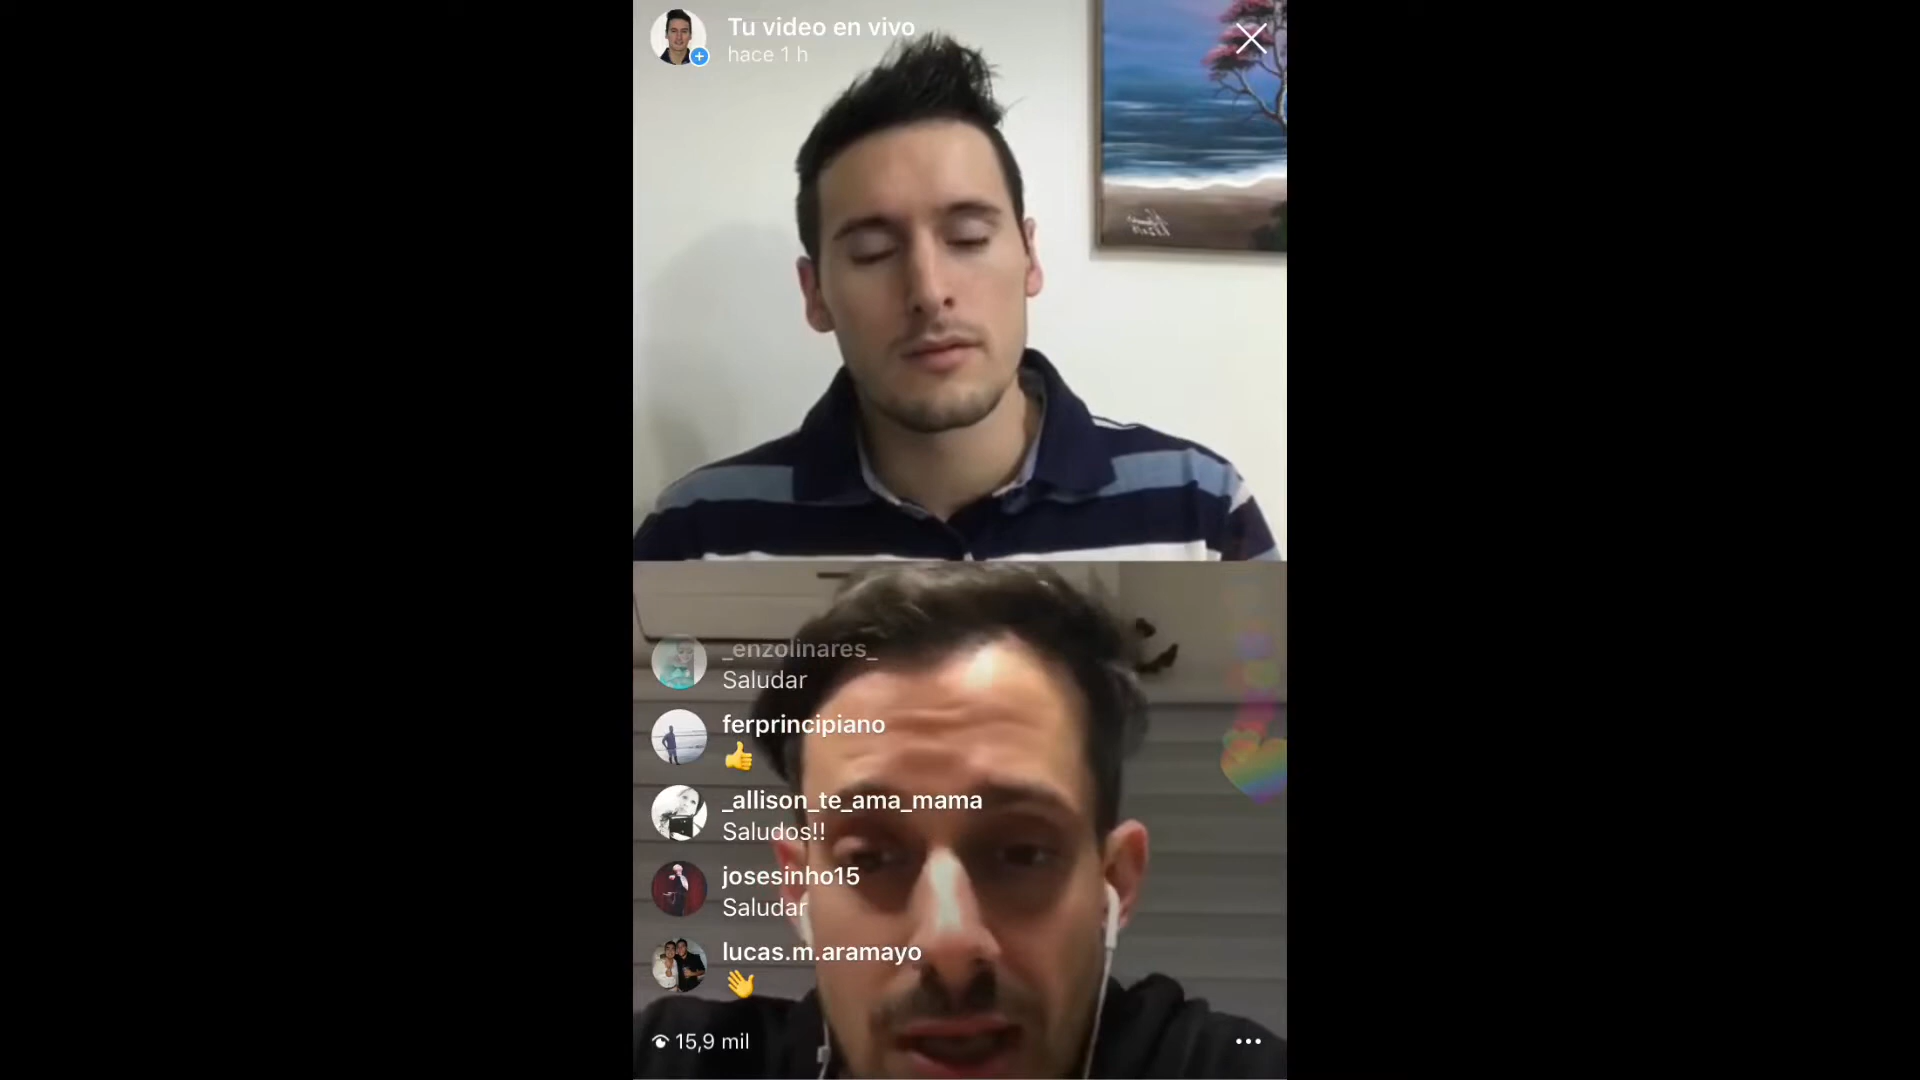 Tu video en vivo
hace 1 h
_enzolinares_
Saludar
ferprincipiano
👍
_allison_te_ama_mama
Saludos!!
josesinho15
Saludar
lucas.m.aramayo
👋
15,9 mil